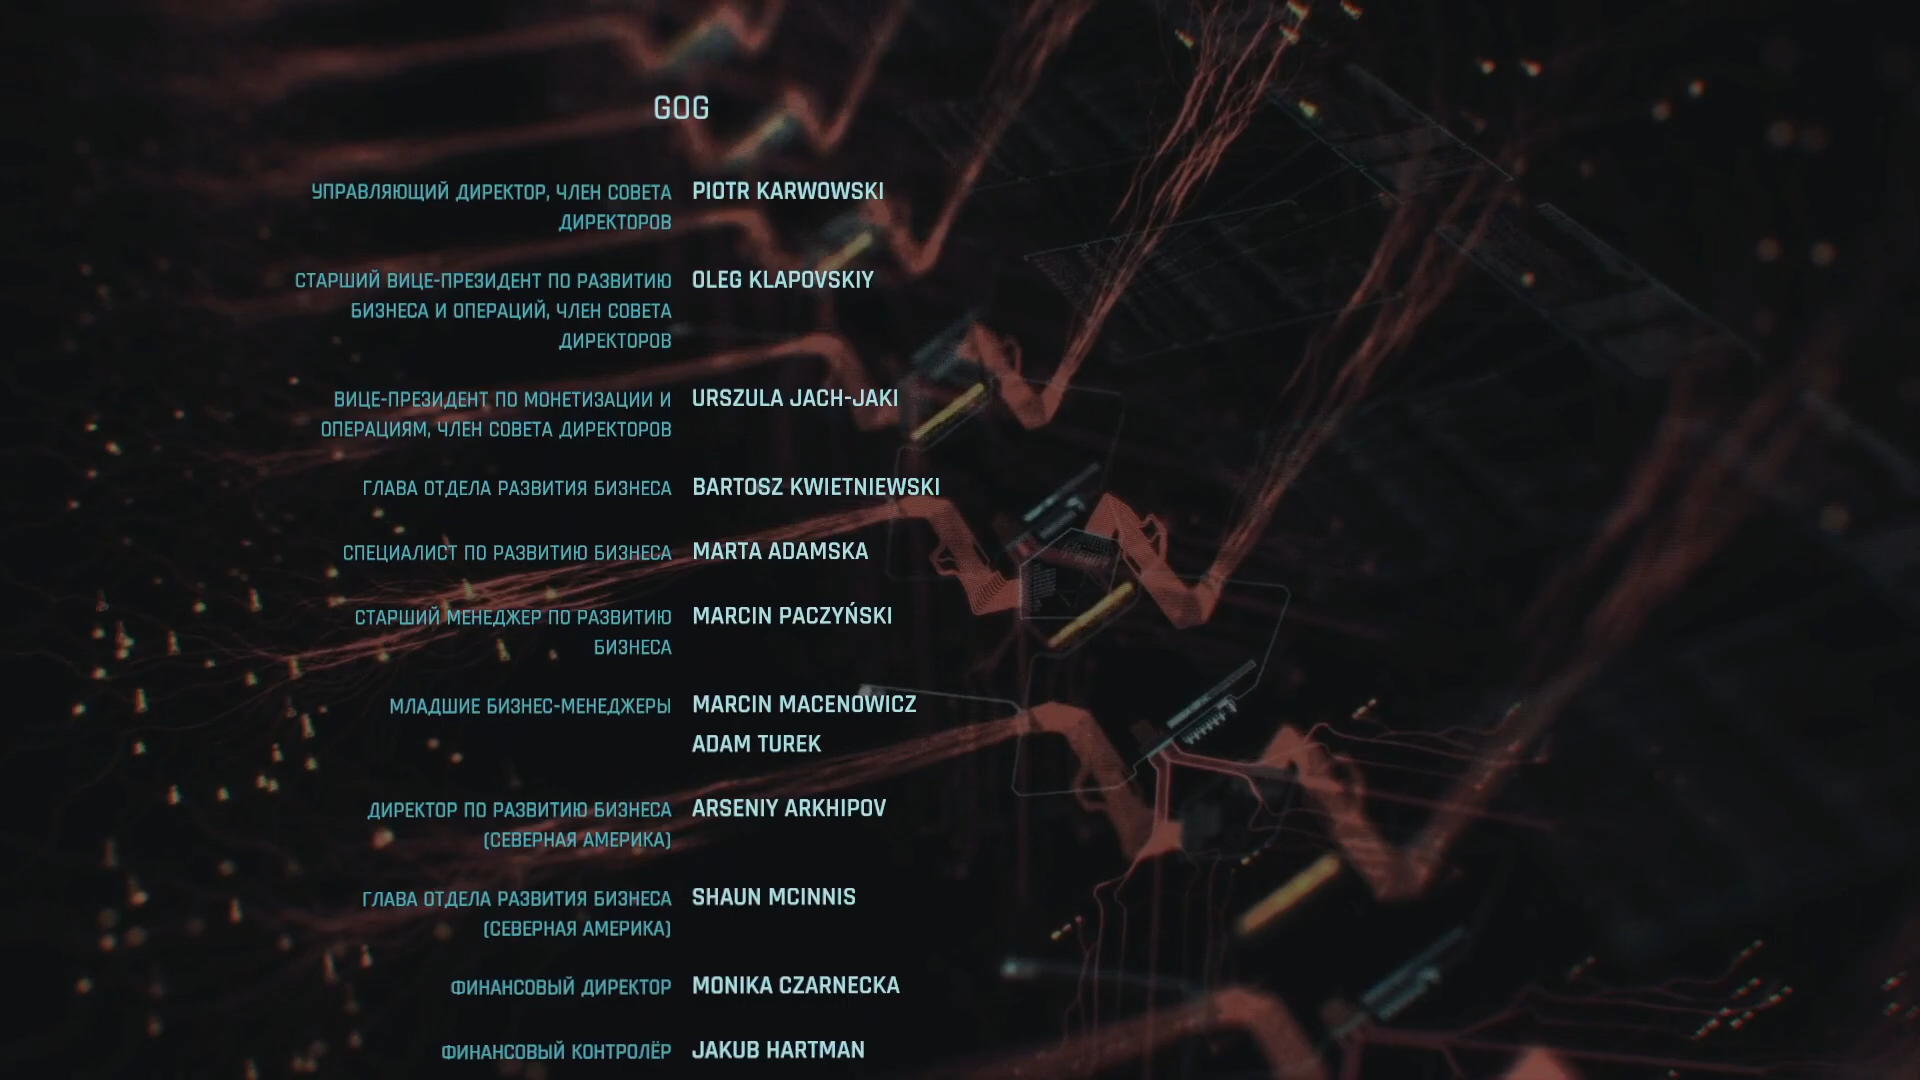 GOG
УПРАВЛЯЮЩИЙ ДИРЕКТОР, ЧЛЕН СОВЕТА PIOTR KARWOWSKI
ДИРЕКТОРОВ
СТАРШИЙ ВИЦЕ-ПРЕЗИДЕНТ ПО РАЗВИТИЮ OLEG KLAPOVSKIY
БИЗНЕСА И ОПЕРАЦИЙ, ЧЛЕН СОВЕТА
ДИРЕКТОРОВ
ВИЦЕ-ПРЕЗИДЕНТ ПО МОНЕТИЗАЦИИ И URSZULA JACH-JAKI
ОПЕРАЦИЯМ, ЧЛЕН СОВЕТА ДИРЕКТОРОВ
ГЛАВА ОТДЕЛА РАЗВИТИЯ БИЗНЕСА BARTOSZ KWIETNIEWSKI
СПЕЦИАЛИСТ ПО РАЗВИТИЮ БИЗНЕСА MARTA ADAMSKA
СТАРШИЙ МЕНЕДЖЕР ПО РАЗВИТИЮ MARCIN PACZYŃSKI
БИЗНЕСА
МЛАДШИЕ БИЗНЕС-МЕНЕДЖЕРЫ MARCIN MACENOWICZ
ADAM TUREK
ДИРЕКТОР ПО РАЗВИТИЮ БИЗНЕСА ARSENIY ARKHIPOV
(СЕВЕРНАЯ АМЕРИКА)
ГЛАВА ОТДЕЛА РАЗВИТИЯ БИЗНЕСА SHAUN MCINNIS
(СЕВЕРНАЯ АМЕРИКА)
ФИНАНСОВЫЙ ДИРЕКТОР MONIKA CZARNECKA
ФИНАНСОВЫЙ КОНТРОЛЁР JAKUB HARTMAN